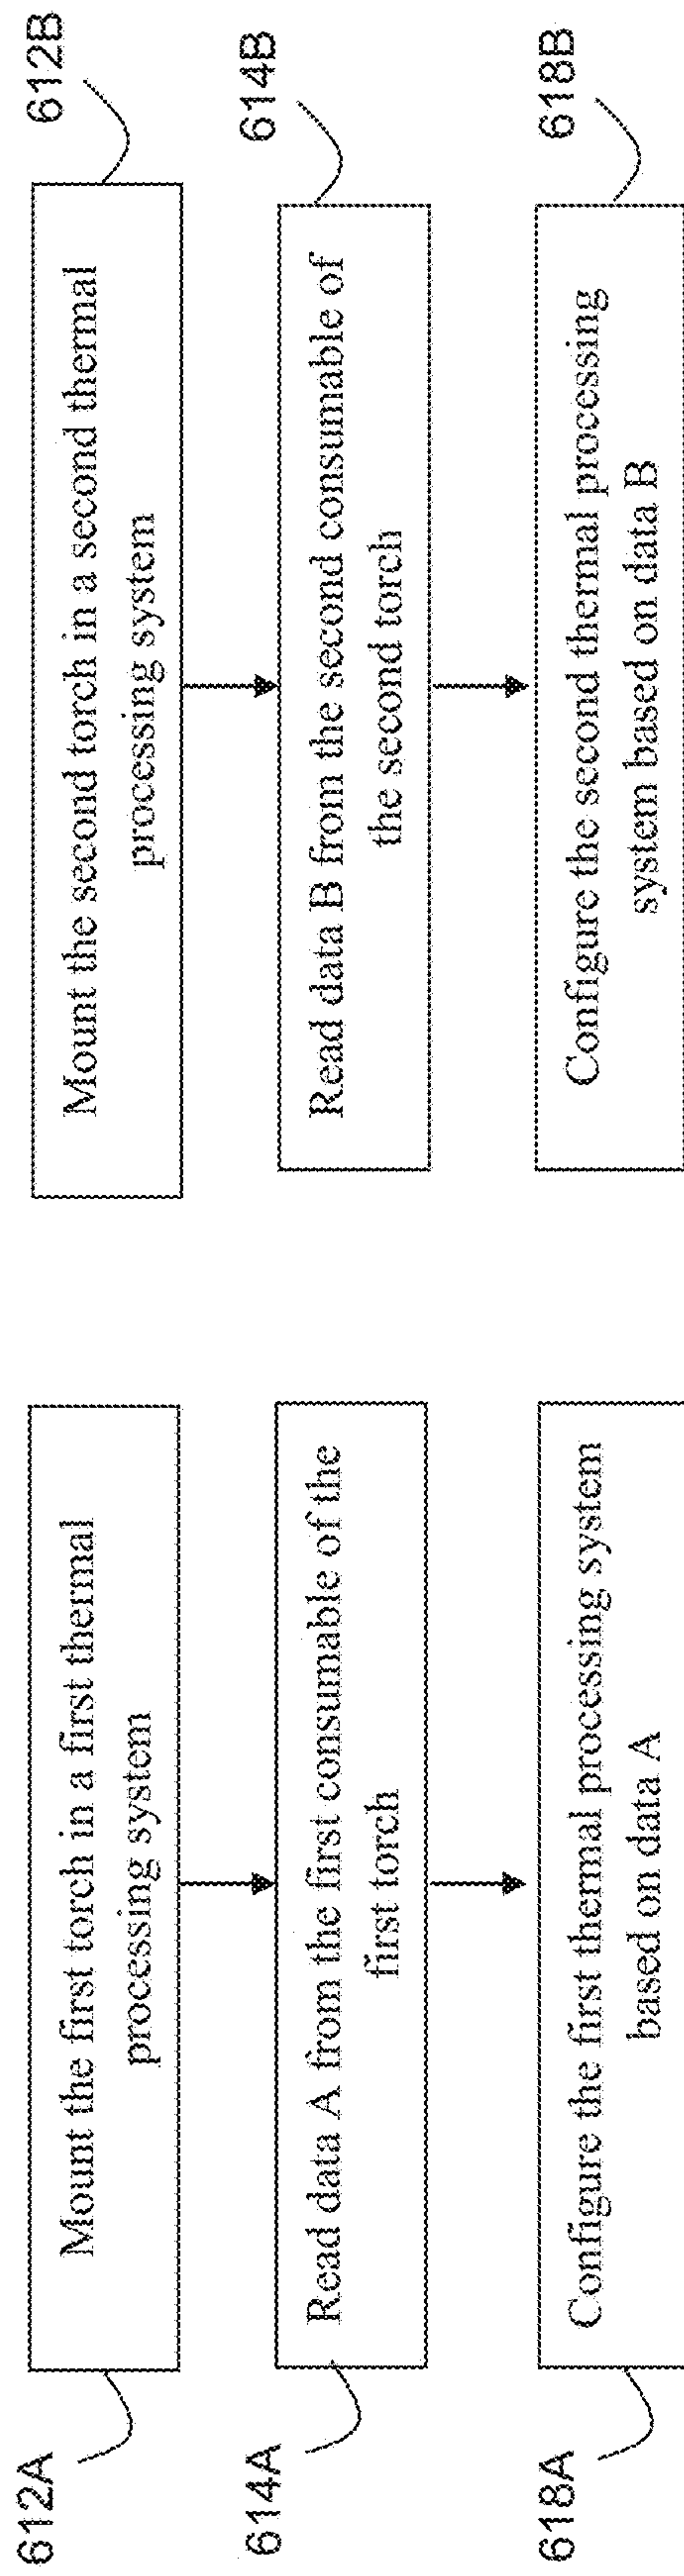 612A
Mount the first torch in a first thermal
processing system
614A
Read data A from the first consumable of the
first torch
618A
Configure the first thermal processing system
based on data A
612B
Mount the second torch in a second thermal
processing system
614B
Read data B from the second consumable of
the second torch
618B
Configure the second thermal processing
system based on data B